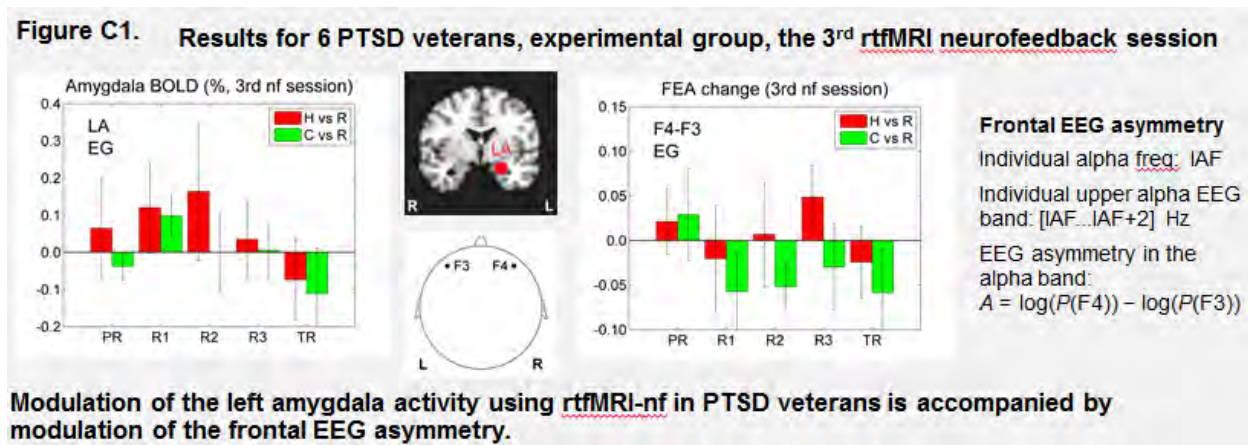 Figure C1.
Results for 6 PTSD veterans, experimental group, the 3rd rtfMRI neurofeedback session
Amygdala BOLD (%, 3rd nf session)
0.4
0.3
0.2
0.1
0.0
-0.1
-0.2
LA
EG
H vs R
C vs R
PR R1 R2 R3 TR
LA
R L
F3 F4
L R
FEA change (3rd nf session)
0.15
0.10
0.05
0.00
-0.05
-0.10
F4-F3
EG
H vs R
C vs R
PR R1 R2 R3 TR
Frontal EEG asymmetry
Individual alpha freq: IAF
Individual upper alpha EEG
band: [IAF...IAF+2] Hz
EEG asymmetry in the
alpha band:
A = log(P(F4)) − log(P(F3))
Modulation of the left amygdala activity using rtfMRI-nf in PTSD veterans is accompanied by
modulation of the frontal EEG asymmetry.